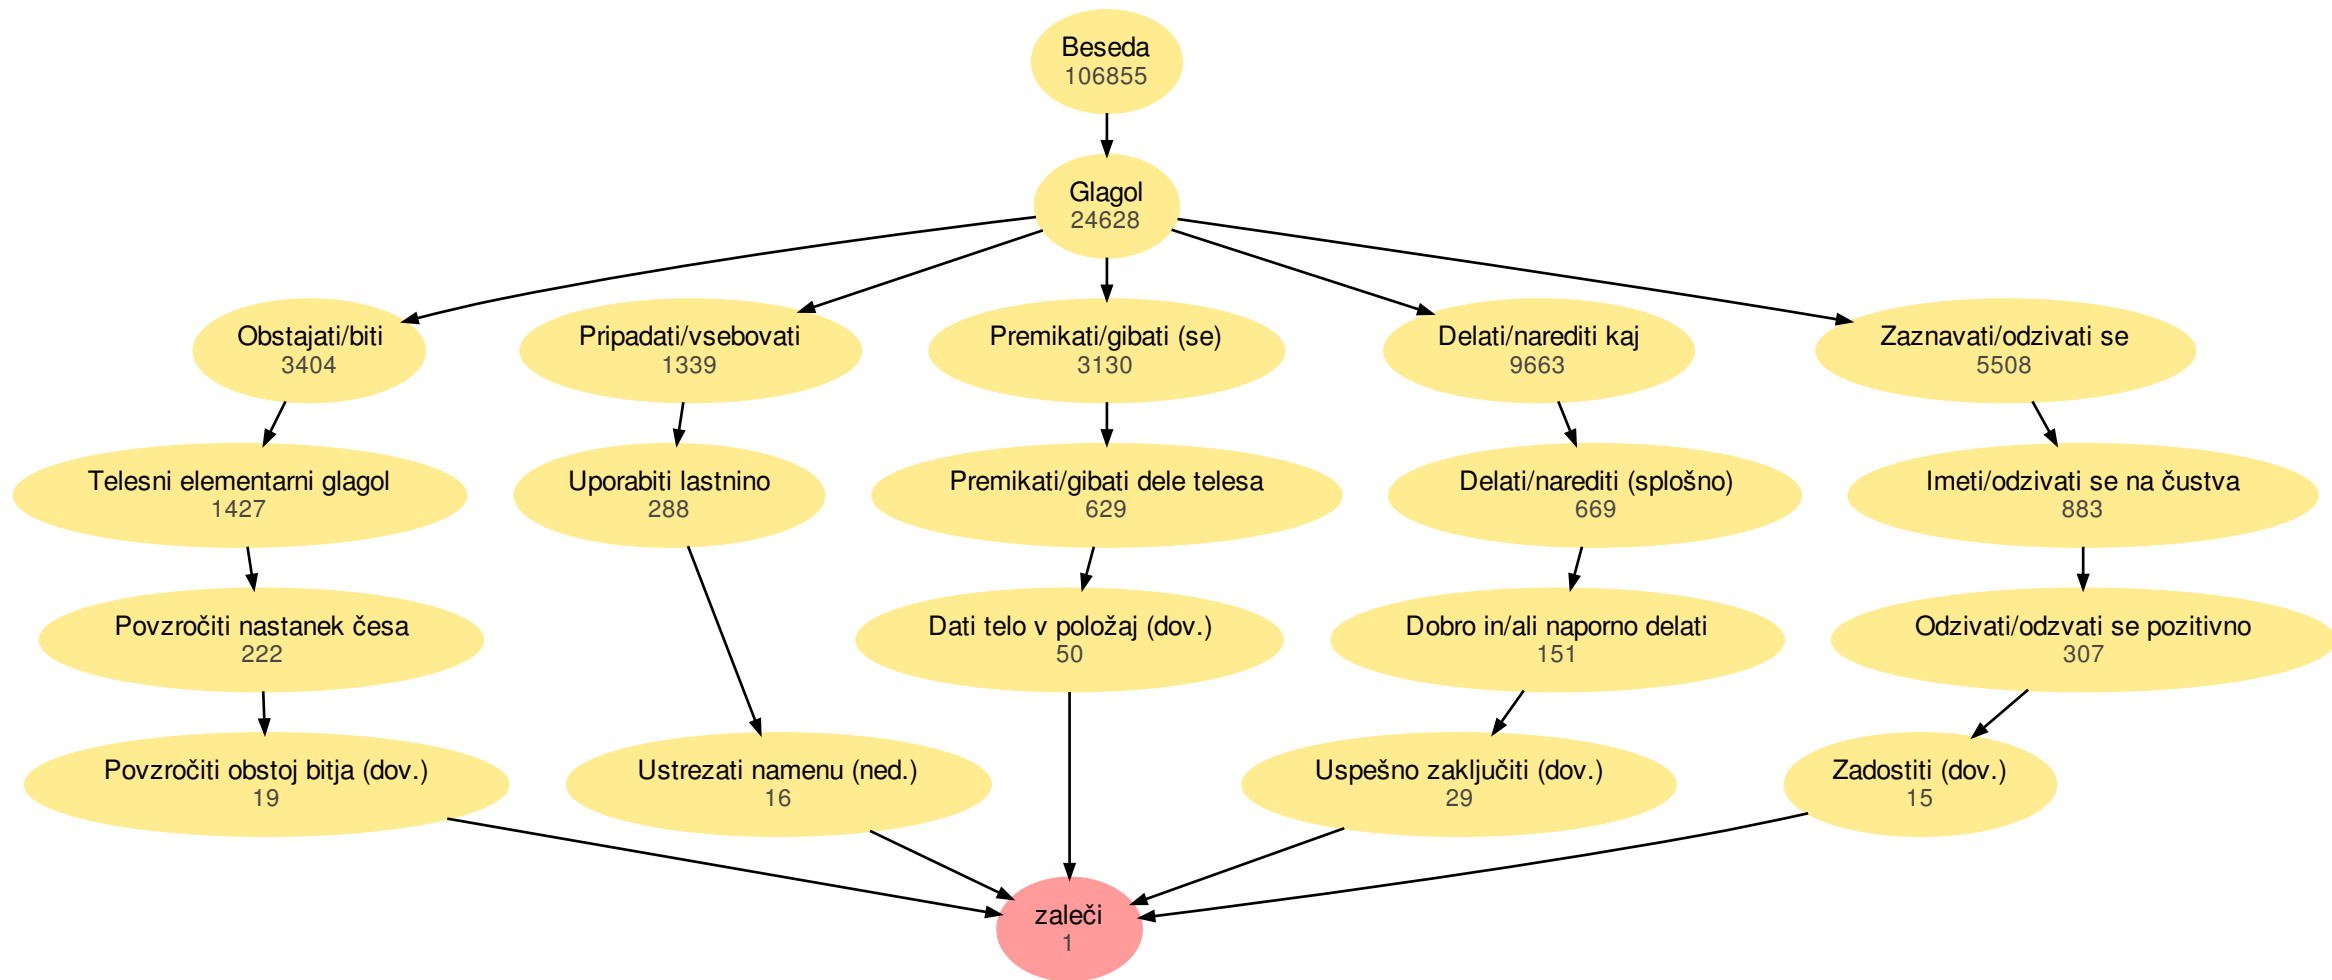 Beseda
106855
Glagol
24628
Obstajati/biti
3404
Pripadati/vsebovati
1339
Premikati/gibati (se)
3130
Delati/narediti kaj
9663
Zaznavati/odzivati se
5508
Telesni elementarni glagol
1427
Uporabiti lastnino
288
Premikati/gibati dele telesa
629
Delati/narediti (splošno)
669
Imeti/odzivati se na čustva
883
Povzročiti nastanek česa
222
Dati telo v položaj (dov.)
50
Dobro in/ali naporno delati
151
Odzivati/odzvati se pozitivno
307
Povzročiti obstoj bitja (dov.)
19
Ustrezati namenu (ned.)
16
Uspešno zaključiti (dov.)
29
Zadostiti (dov.)
15
zaleči
1